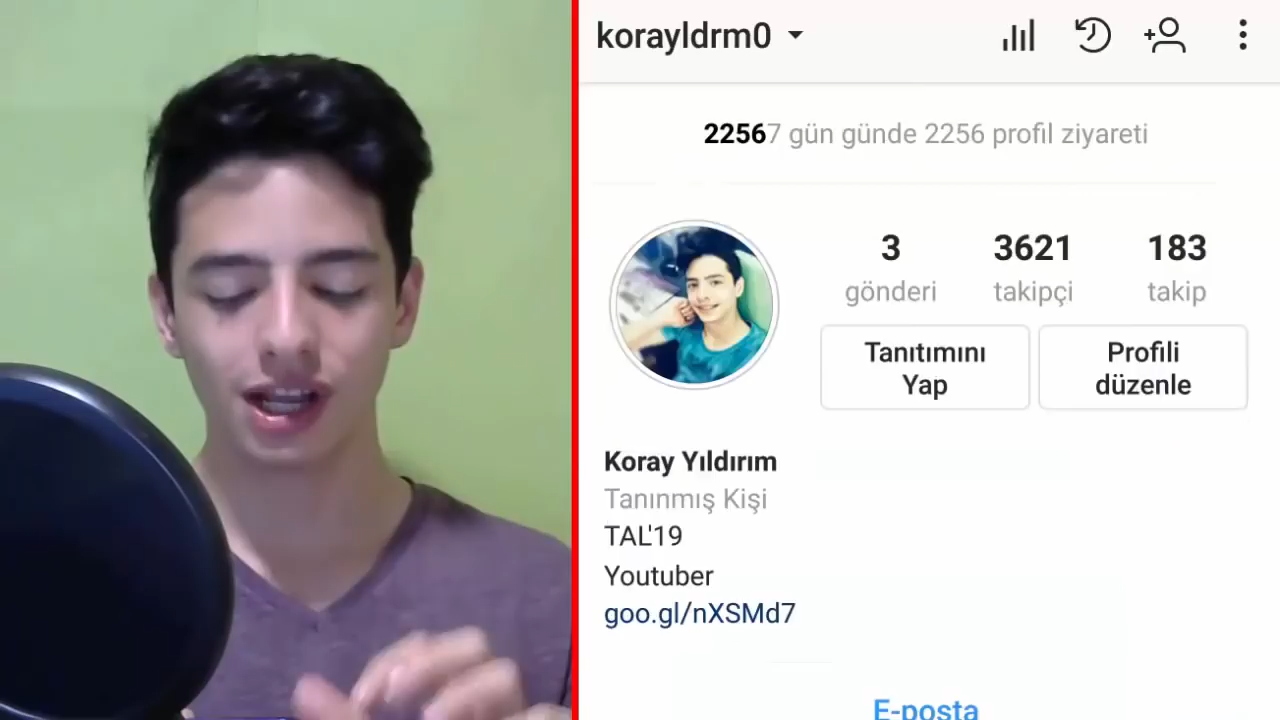 korayldrm0
22567 gün günde 2256 profil ziyareti
3 3621 183
gönderi takipçi takip
Tanıtımını Yap
Profili düzenle
Koray Yıldırım
Tanınmış Kişi
TAL'19
Youtuber
goo.gl/nXSMd7
E-posta